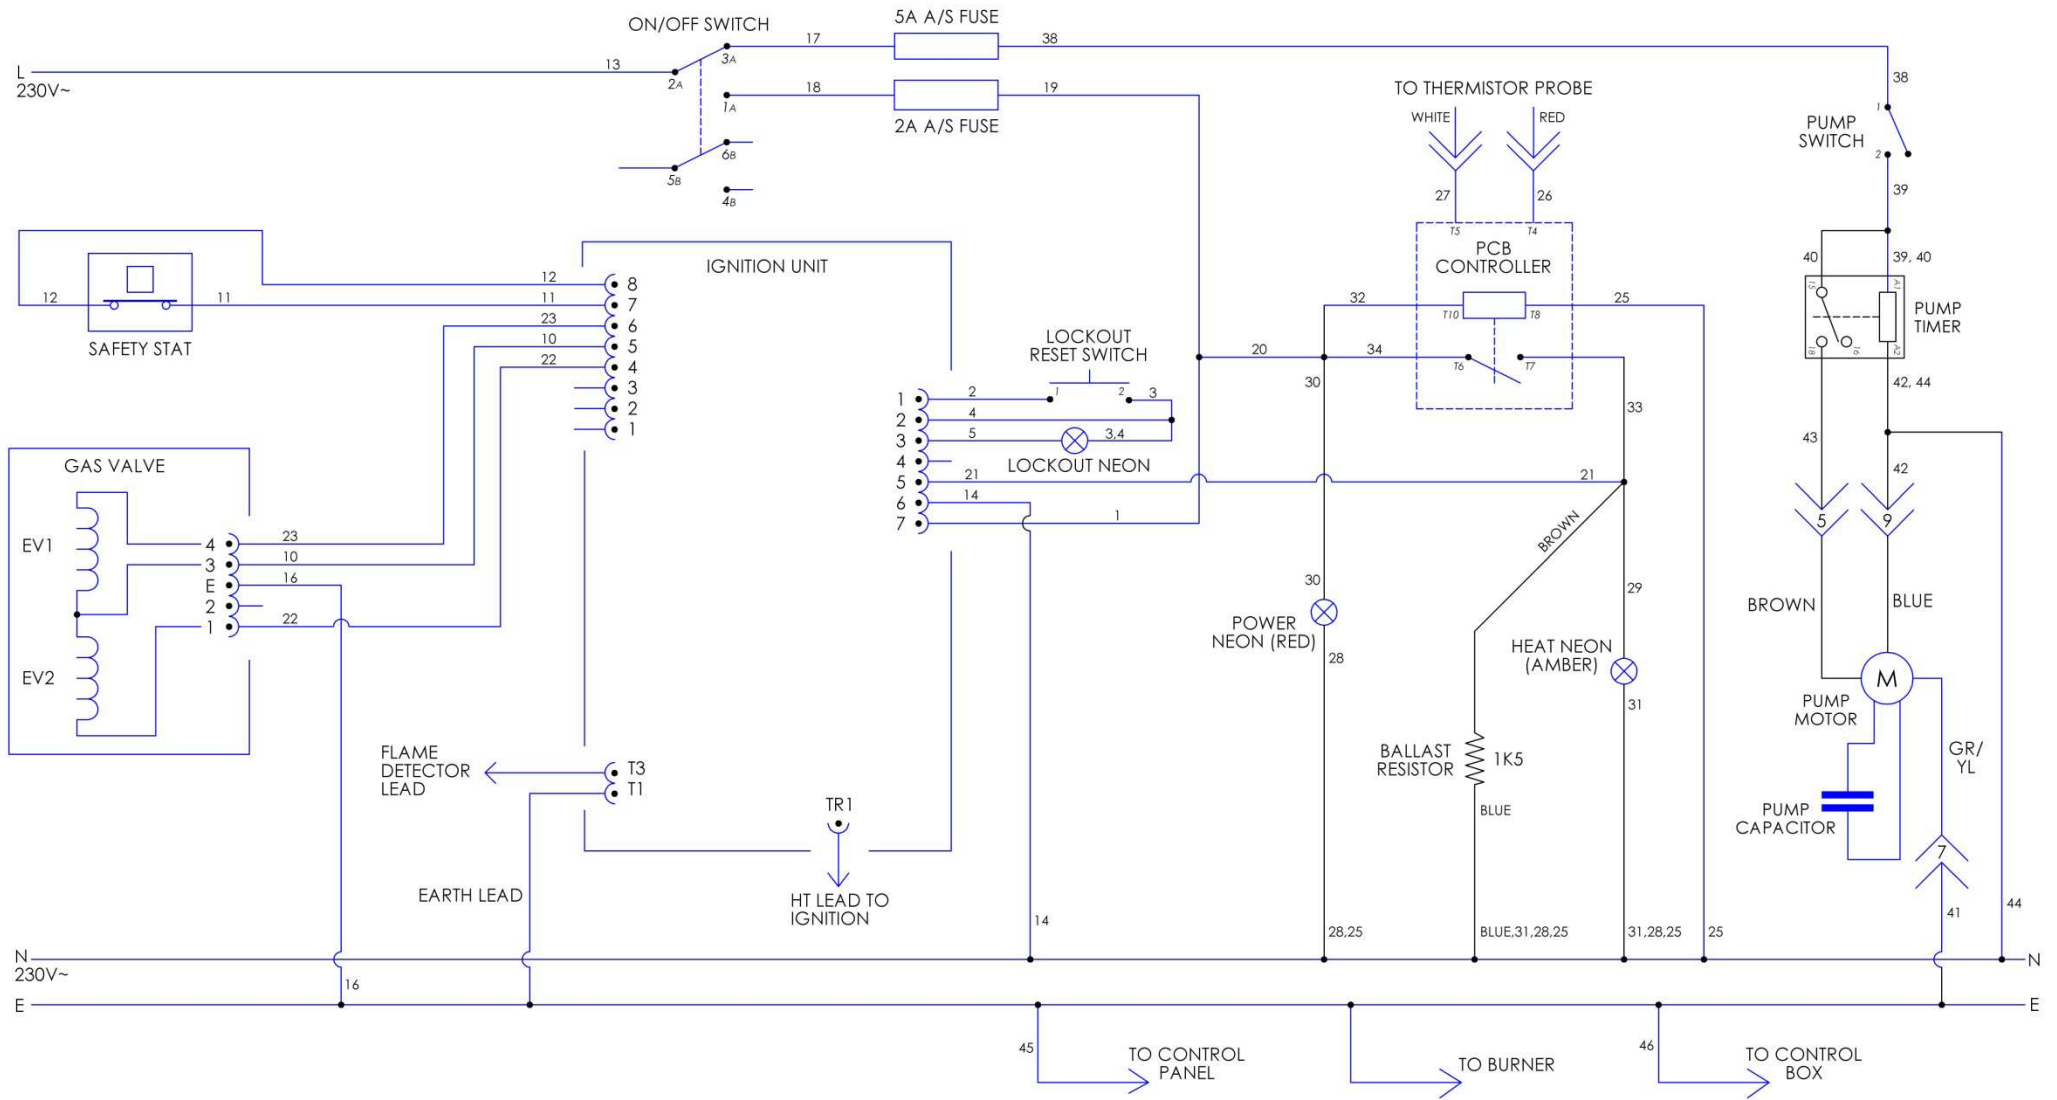 ON/OFF SWITCH
5A A/S FUSE
17
38
3A
L
230V~
13
2A
18
19
1A
2A A/S FUSE
6B
5B
4B
TO THERMISTOR PROBE
WHITE
RED
27
26
T5
T4
PCB
CONTROLLER
38
1
PUMP
SWITCH
2
39
40
39, 40
15
A1
PUMP
TIMER
18
16
A2
42, 44
43
42
5
9
BROWN
BLUE
M
PUMP
MOTOR
GR/
YL
PUMP
CAPACITOR
7
41
44
12
11
SAFETY STAT
IGNITION UNIT
12
8
11
7
23
6
10
5
22
4
3
2
1
LOCKOUT
RESET SWITCH
1
2
1
2
3
2
4
3
5
3,4
4
LOCKOUT NEON
5
21
21
6
14
7
1
32
T10
T8
25
20
34
T6
T7
30
33
BROWN
30
POWER
NEON (RED)
28
29
HEAT NEON
(AMBER)
31
BALLAST
RESISTOR
1K5
BLUE
GAS VALVE
EV1
4
23
3
10
E
16
2
1
22
EV2
FLAME
DETECTOR
LEAD
T3
T1
TR1
EARTH LEAD
HT LEAD TO
IGNITION
14
28,25
BLUE,31,28,25
31,28,25
25
N
230V~
N
16
E
E
45
TO CONTROL
PANEL
TO BURNER
46
TO CONTROL
BOX